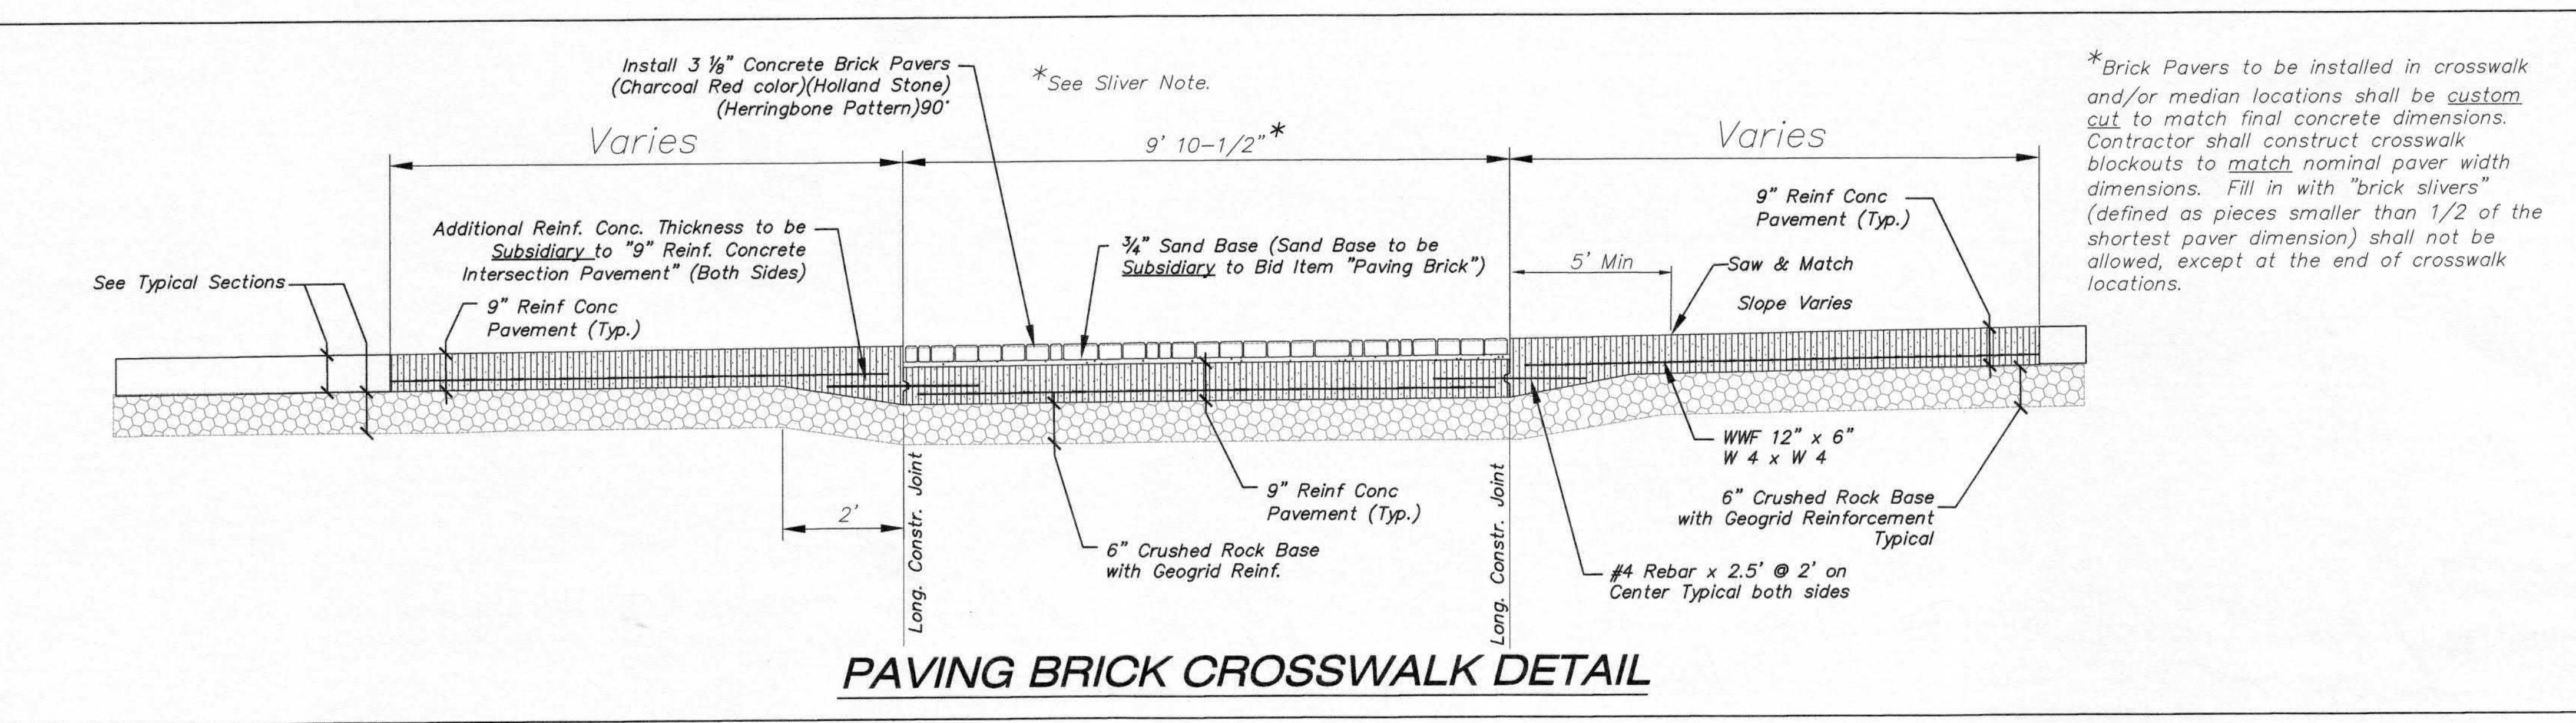 Install 3 ⅛" Concrete Brick Pavers
(Charcoal Red color)(Holland Stone)
(Herringbone Pattern)90°
*See Sliver Note.
Varies
9' 10-1/2"*
Varies
*Brick Pavers to be installed in crosswalk
and/or median locations shall be custom
cut to match final concrete dimensions.
Contractor shall construct crosswalk
blockouts to match nominal paver width
dimensions. Fill in with "brick slivers"
(defined as pieces smaller than 1/2 of the
shortest paver dimension) shall not be
allowed, except at the end of crosswalk
locations.
Additional Reinf. Conc. Thickness to be
Subsidiary to "9" Reinf. Concrete
Intersection Pavement" (Both Sides)
¾" Sand Base (Sand Base to be
Subsidiary to Bid Item "Paving Brick")
9" Reinf Conc
Pavement (Typ.)
5' Min
Saw & Match
Slope Varies
See Typical Sections
9" Reinf Conc
Pavement (Typ.)
2'
Long. Constr. Joint
9" Reinf Conc
Pavement (Typ.)
6" Crushed Rock Base
with Geogrid Reinf.
Long. Constr. Joint
WWF 12" x 6"
W 4 x W 4
6" Crushed Rock Base
with Geogrid Reinforcement
Typical
#4 Rebar x 2.5' @ 2' on
Center Typical both sides
PAVING BRICK CROSSWALK DETAIL